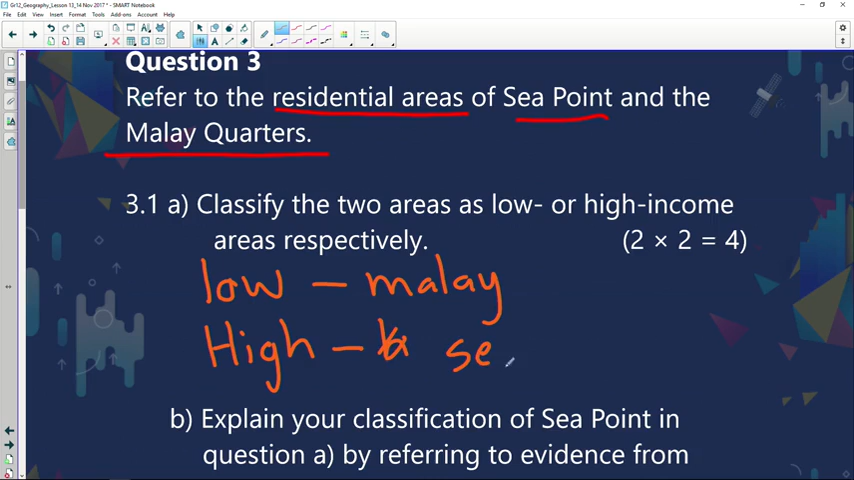 Gr12_Geography_Lesson 13_14 Nov 2017 * - SMART Notebook
File Edit View Insert Format Tools Add-ons Account Help
Question 3
Refer to the residential areas of Sea Point and the
Malay Quarters.
3.1 a) Classify the two areas as low- or high-income
areas respectively. (2 × 2 = 4)
low – malay
High – se
b) Explain your classification of Sea Point in
question a) by referring to evidence from